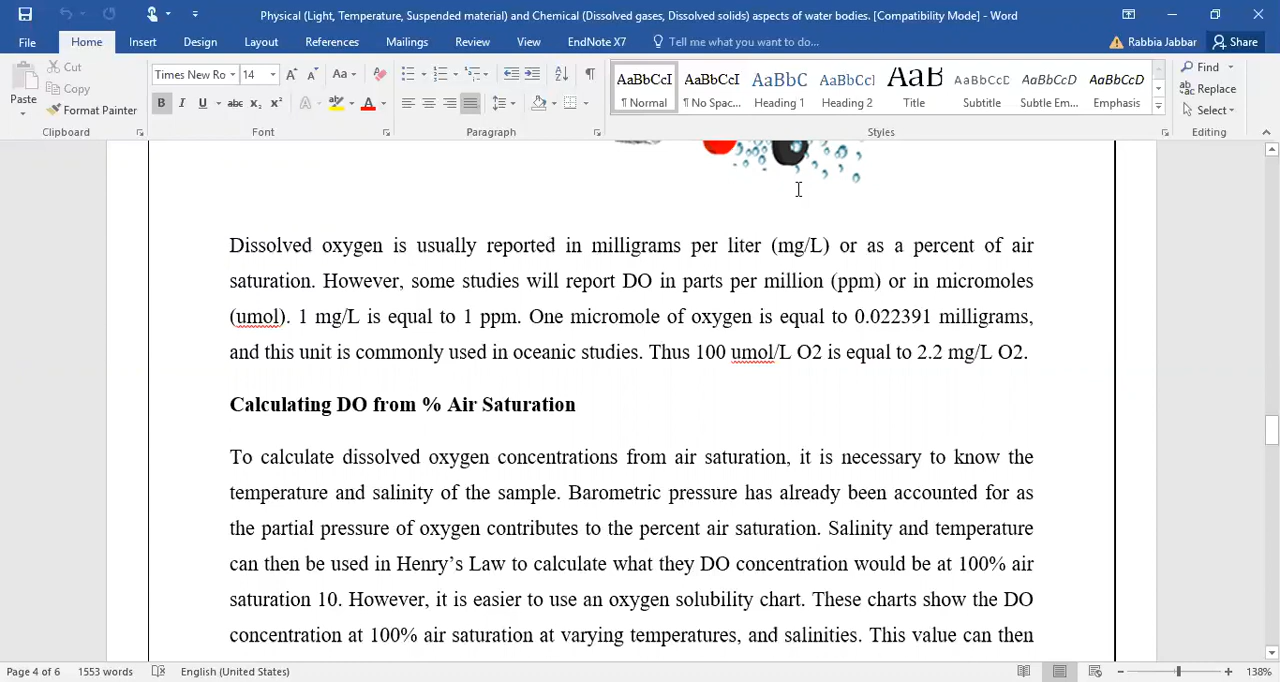 Physical (Light, Temperature, Suspended material) and Chemical (Dissolved gases, Dissolved solids) aspects of water bodies. [Compatibility Mode] - Word
File Home Insert Design Layout References Mailings Review View EndNote X7 Tell me what you want to do... Rabbia Jabbar Share
Paste
Cut
Copy
Format Painter
Clipboard
Times New Ro 14
Font
Paragraph
AaBbCcI AaBbCcI AaBbC AaBbCcI AaB AaBbCcD AaBbCcD AaBbCcD
¶ Normal ¶ No Spac... Heading 1 Heading 2 Title Subtitle Subtle Em... Emphasis
Styles
Find
Replace
Select
Editing
Dissolved oxygen is usually reported in milligrams per liter (mg/L) or as a percent of air
saturation. However, some studies will report DO in parts per million (ppm) or in micromoles
(umol). 1 mg/L is equal to 1 ppm. One micromole of oxygen is equal to 0.022391 milligrams,
and this unit is commonly used in oceanic studies. Thus 100 umol/L O2 is equal to 2.2 mg/L O2.
Calculating DO from % Air Saturation
To calculate dissolved oxygen concentrations from air saturation, it is necessary to know the
temperature and salinity of the sample. Barometric pressure has already been accounted for as
the partial pressure of oxygen contributes to the percent air saturation. Salinity and temperature
can then be used in Henry’s Law to calculate what they DO concentration would be at 100% air
saturation 10. However, it is easier to use an oxygen solubility chart. These charts show the DO
concentration at 100% air saturation at varying temperatures, and salinities. This value can then
Page 4 of 6 1553 words English (United States) 138%